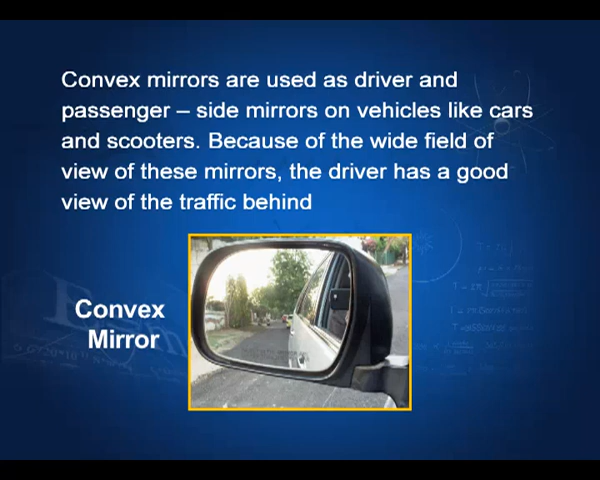 Convex mirrors are used as driver and
passenger – side mirrors on vehicles like cars
and scooters. Because of the wide field of
view of these mirrors, the driver has a good
view of the traffic behind
Convex
Mirror